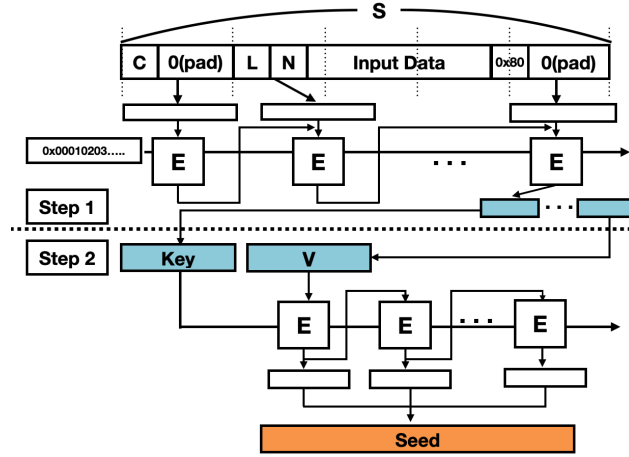 S
C 0(pad) L N Input Data 0x80 0(pad)
0x00010203..... E E ... E
Step 1 ...
Step 2 Key V
E E ... E
Seed